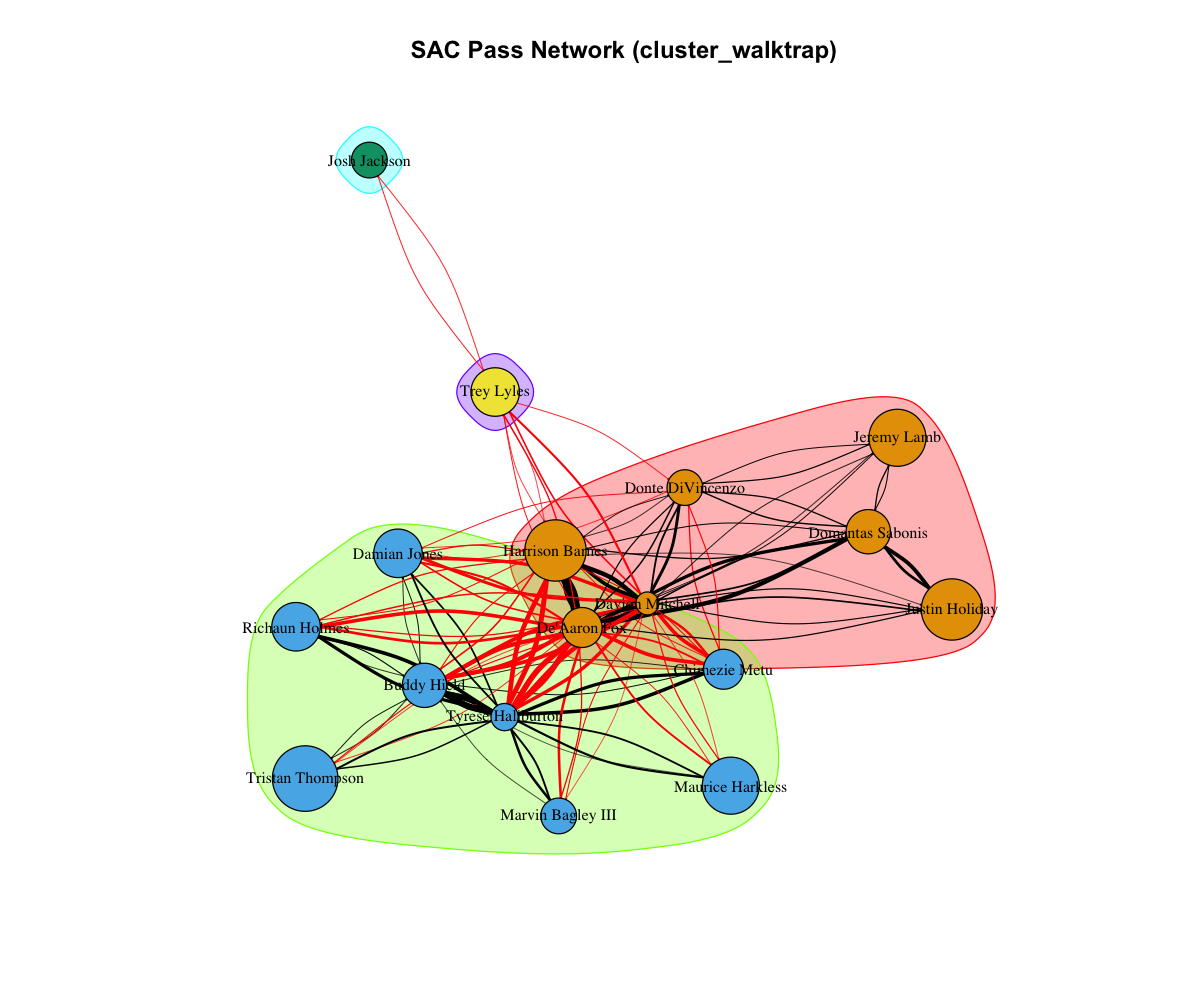 SAC Pass Network (cluster_walktrap)
Josh Jackson
Trey Lyles
Jeremy Lamb
Donte DiVincenzo
Domantas Sabonis
Harrison Barnes
Damian Jones
Davion Mitchell
Justin Holiday
De'Aaron Fox
Richaun Holmes
Chimezie Metu
Buddy Hield
Tyrese Haliburton
Tristan Thompson
Maurice Harkless
Marvin Bagley III